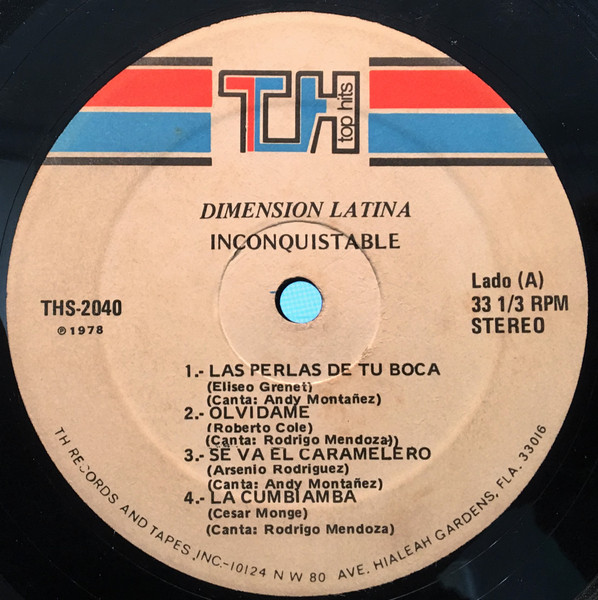 TH
top hits
DIMENSION LATINA
INCONQUISTABLE
THS-2040
℗ 1978
Lado (A)
33 1/3 RPM
STEREO
1.- LAS PERLAS DE TU BOCA
(Eliseo Grenet)
(Canta: Andy Montañez)
2.- OLVIDAME
(Roberto Cole)
(Canta: Rodrigo Mendoza))
3.- SE VA EL CARAMELERO
(Arsenio Rodriguez)
(Canta: Andy Montañez)
4.- LA CUMBIAMBA
(Cesar Monge)
(Canta: Rodrigo Mendoza)
TH RECORDS AND TAPES, INC.-10124 N W 80 AVE. HIALEAH GARDENS, FLA. 33016